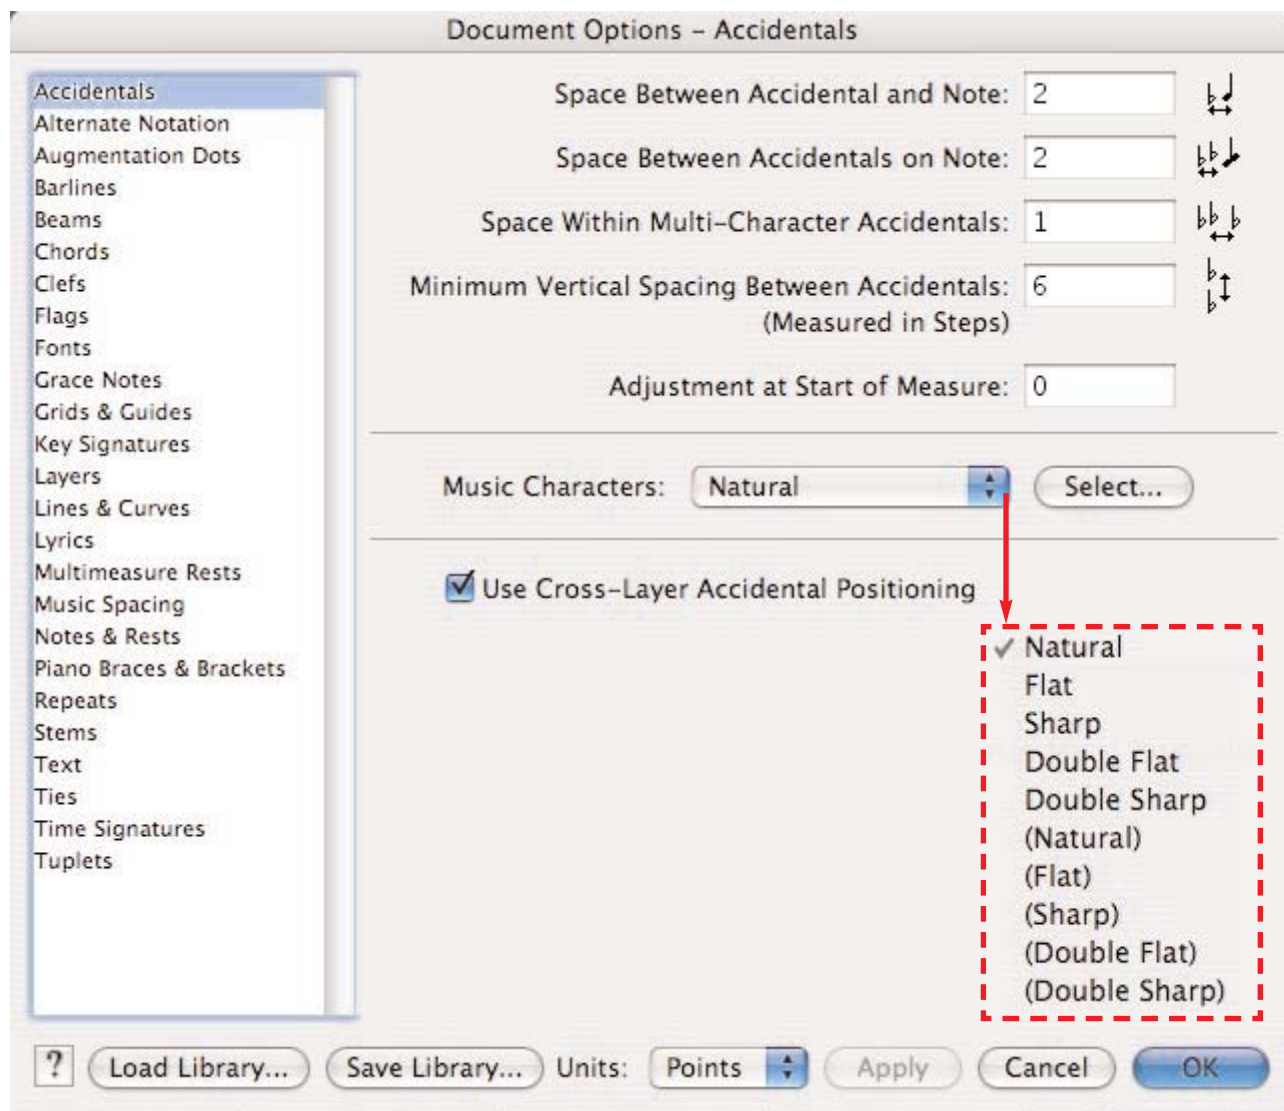 Document Options – Accidentals
Accidentals
Alternate Notation
Augmentation Dots
Barlines
Beams
Chords
Clefs
Flags
Fonts
Grace Notes
Grids & Guides
Key Signatures
Layers
Lines & Curves
Lyrics
Multimeasure Rests
Music Spacing
Notes & Rests
Piano Braces & Brackets
Repeats
Stems
Text
Ties
Time Signatures
Tuplets
Space Between Accidental and Note: 2
Space Between Accidentals on Note: 2
Space Within Multi–Character Accidentals: 1
Minimum Vertical Spacing Between Accidentals: 6
(Measured in Steps)
Adjustment at Start of Measure: 0
Music Characters: Natural Select...
Use Cross–Layer Accidental Positioning
✓ Natural
Flat
Sharp
Double Flat
Double Sharp
(Natural)
(Flat)
(Sharp)
(Double Flat)
(Double Sharp)
? Load Library... Save Library... Units: Points Apply Cancel OK